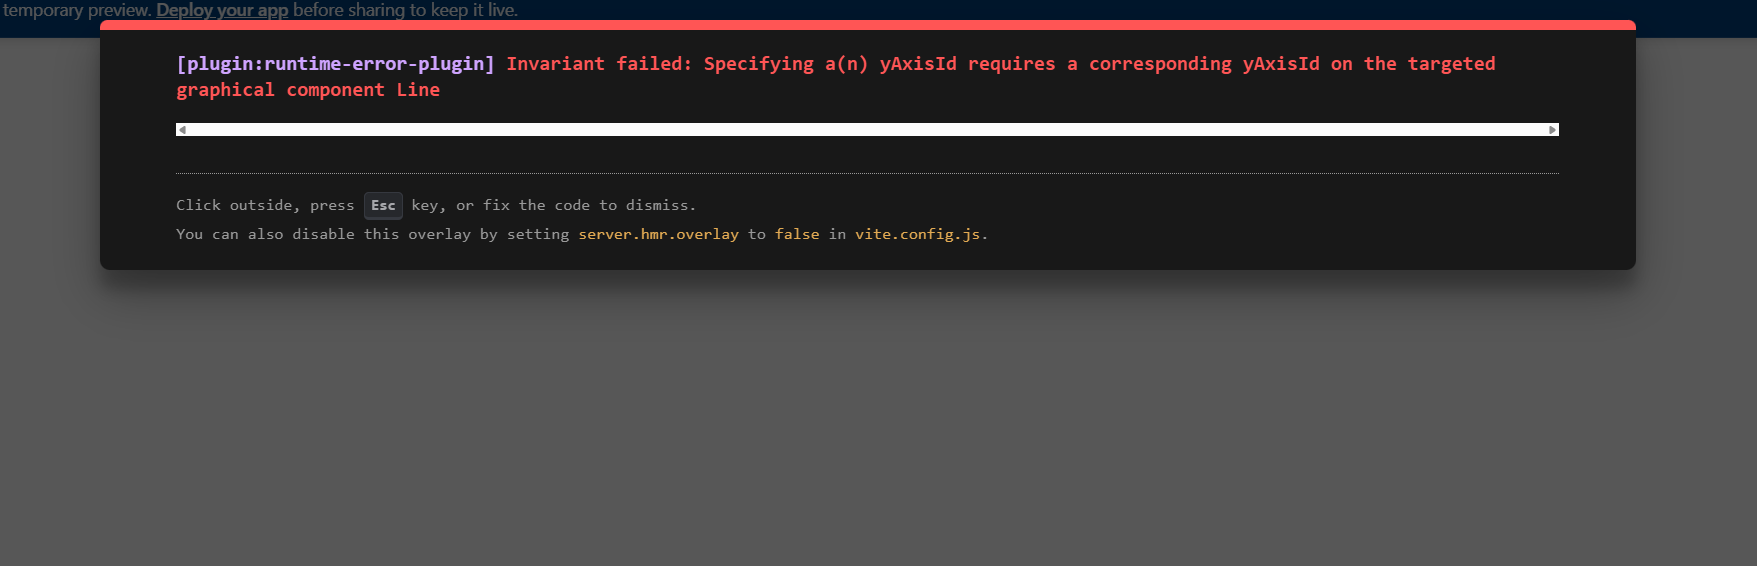 temporary preview. Deploy your app before sharing to keep it live.
[plugin:runtime-error-plugin] Invariant failed: Specifying a(n) yAxisId requires a corresponding yAxisId on the targeted
graphical component Line
Click outside, press Esc key, or fix the code to dismiss.
You can also disable this overlay by setting server.hmr.overlay to false in vite.config.js.